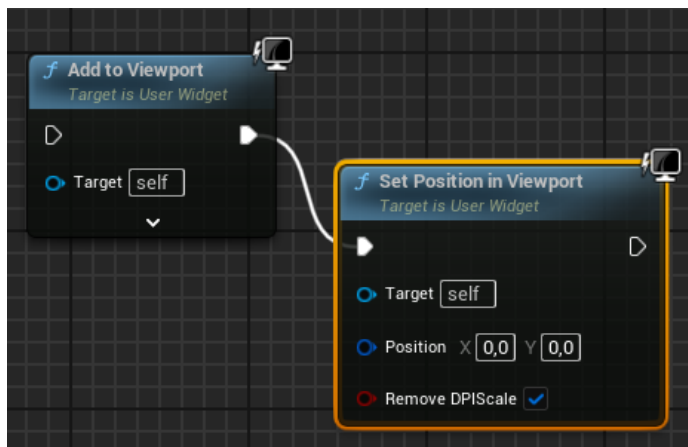 f Add to Viewport
Target is User Widget
Target self
f Set Position in Viewport
Target is User Widget
Target self
Position X 0,0 Y 0,0
Remove DPIScale